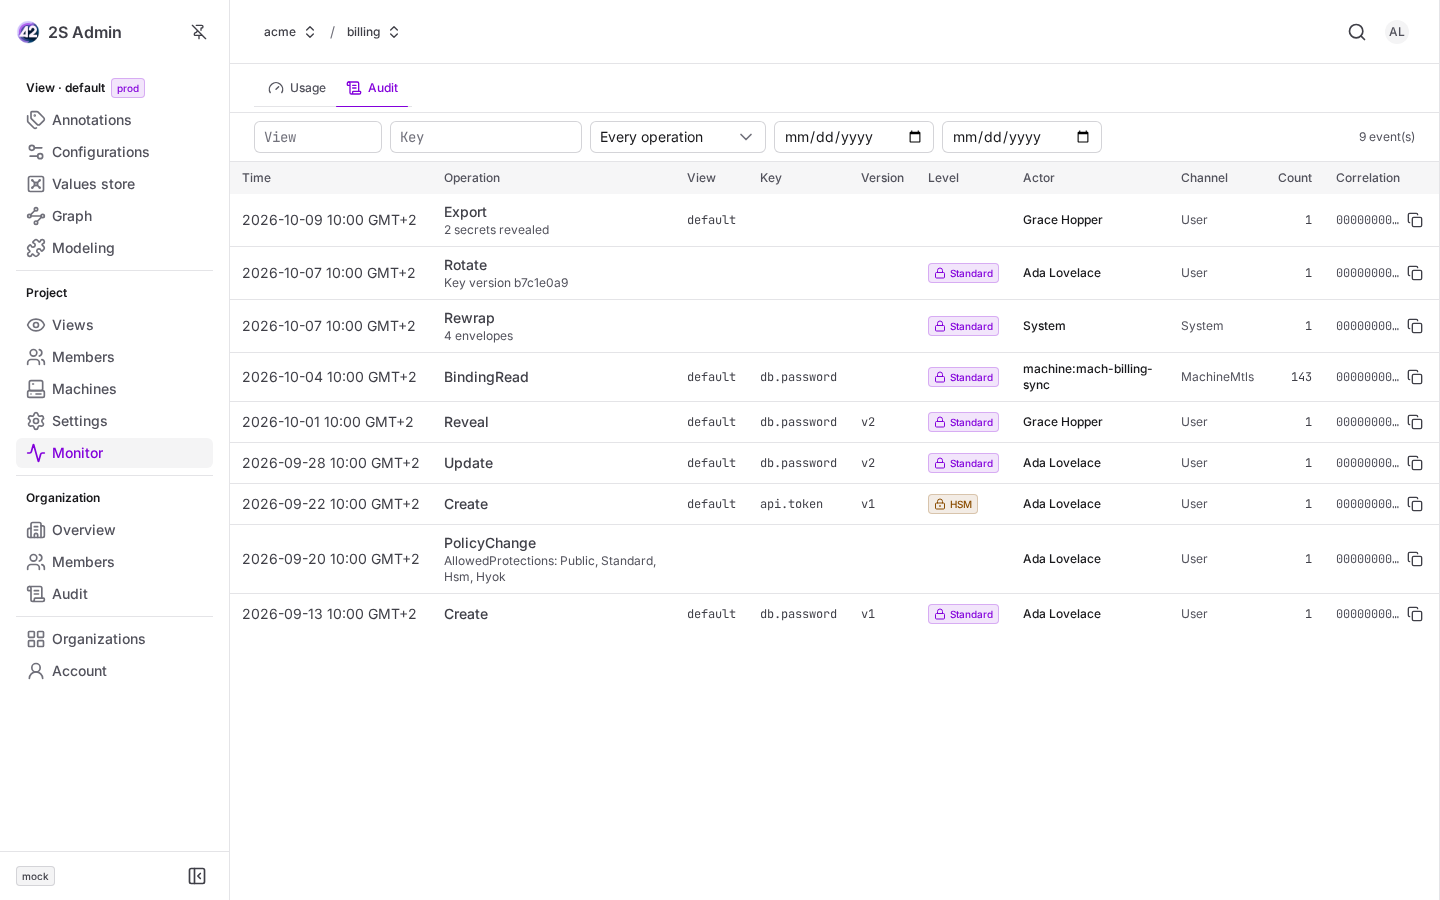 42 2S Admin
acme / billing
AL
View · default prod
Annotations
Configurations
Values store
Graph
Modeling
Project
Views
Members
Machines
Settings
Monitor
Organization
Overview
Members
Audit
Organizations
Account
mock
Usage Audit
View Key Every operation mm/dd/yyyy mm/dd/yyyy 9 event(s)
Time Operation View Key Version Level Actor Channel Count Correlation
2026-10-09 10:00 GMT+2 Export default Grace Hopper User 1 00000000…
2 secrets revealed
2026-10-07 10:00 GMT+2 Rotate Standard Ada Lovelace User 1 00000000…
Key version b7c1e0a9
2026-10-07 10:00 GMT+2 Rewrap Standard System System 1 00000000…
4 envelopes
2026-10-04 10:00 GMT+2 BindingRead default db.password Standard machine:mach-billing- MachineMtls 143 00000000…
sync
2026-10-01 10:00 GMT+2 Reveal default db.password v2 Standard Grace Hopper User 1 00000000…
2026-09-28 10:00 GMT+2 Update default db.password v2 Standard Ada Lovelace User 1 00000000…
2026-09-22 10:00 GMT+2 Create default api.token v1 HSM Ada Lovelace User 1 00000000…
2026-09-20 10:00 GMT+2 PolicyChange Ada Lovelace User 1 00000000…
AllowedProtections: Public, Standard,
Hsm, Hyok
2026-09-13 10:00 GMT+2 Create default db.password v1 Standard Ada Lovelace User 1 00000000…